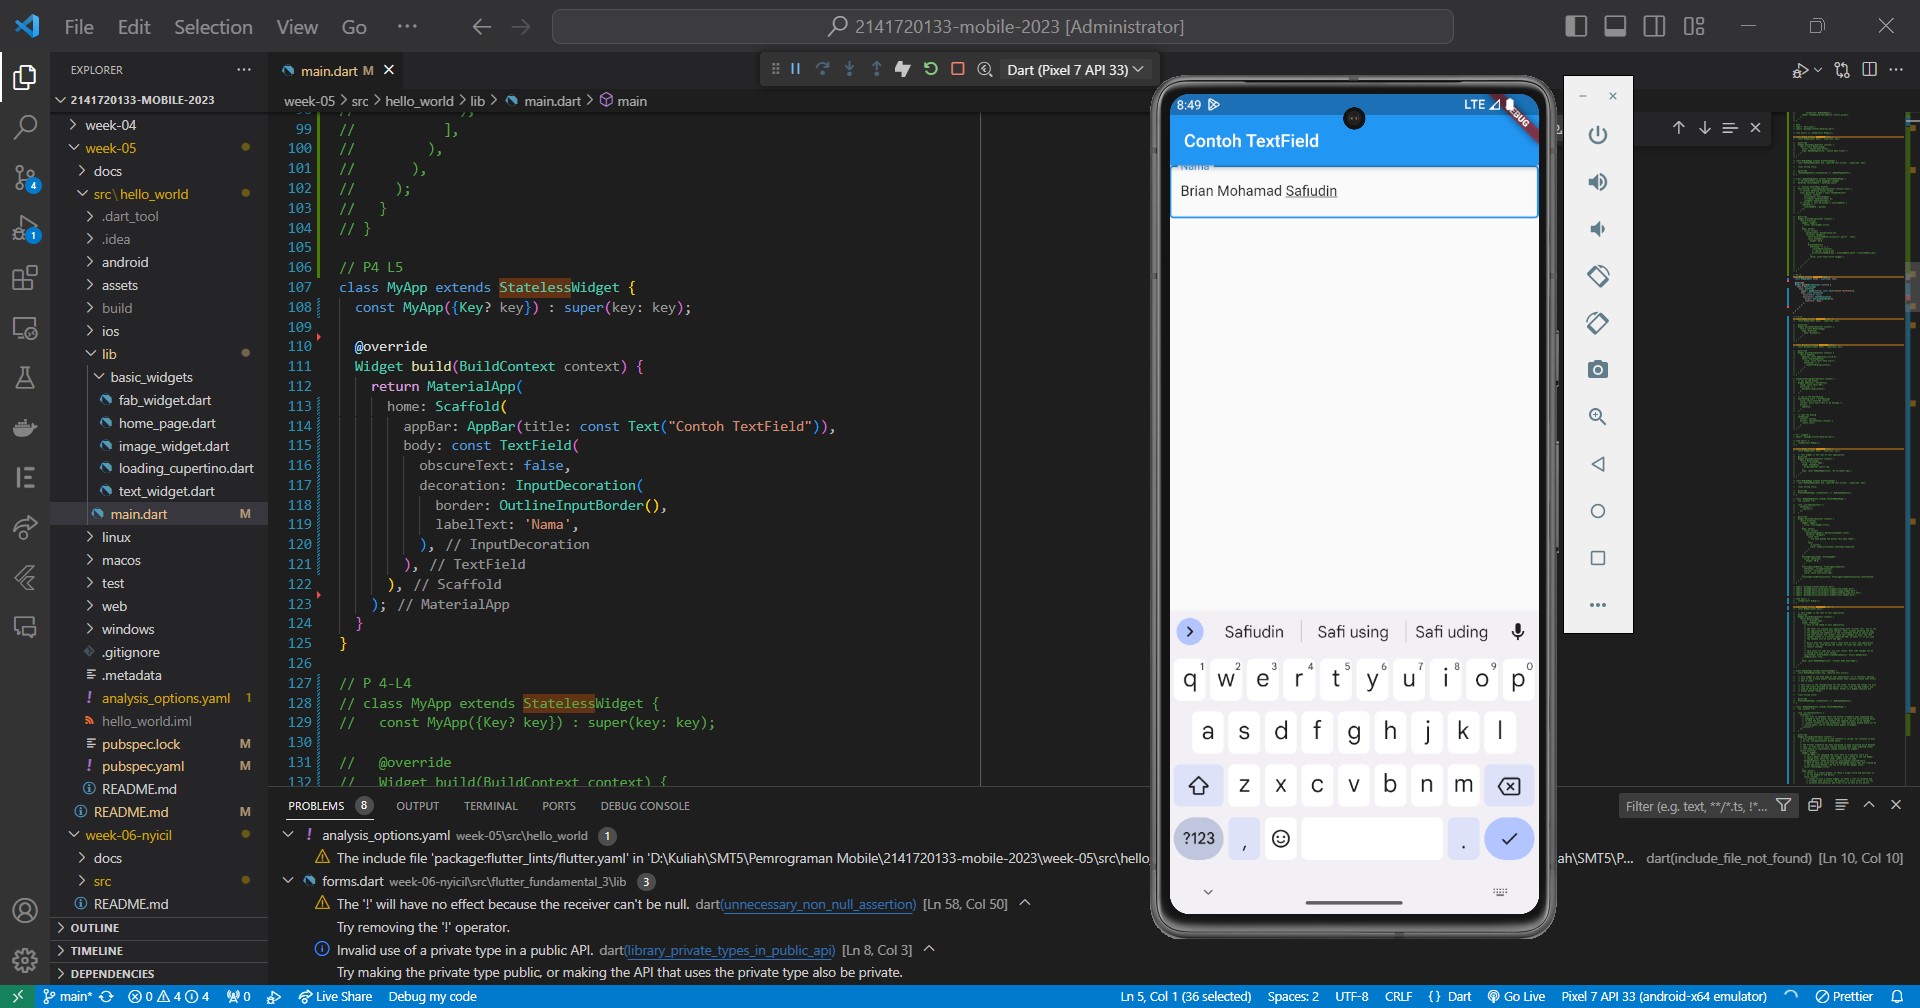 File Edit Selection View Go ··· 2141720133-mobile-2023 [Administrator]
EXPLORER ···
2141720133-MOBILE-2023
week-04
week-05
docs
src\hello_world
.dart_tool
.idea
android
assets
build
ios
lib
basic_widgets
fab_widget.dart
home_page.dart
image_widget.dart
loading_cupertino.dart
text_widget.dart
main.dart M
linux
macos
test
web
windows
.gitignore
.metadata
analysis_options.yaml 1
hello_world.iml
pubspec.lock M
pubspec.yaml M
README.md
README.md M
week-06-nyicil
docs
src
README.md
OUTLINE
TIMELINE
DEPENDENCIES
4
1
main.dart M
Dart (Pixel 7 API 33)
week-05 > src > hello_world > lib > main.dart > main
99 // ],
100 // ),
101 // ),
102 // );
103 // }
104 // }
105
106 // P4 L5
107 class MyApp extends StatelessWidget {
108 const MyApp({Key? key}) : super(key: key);
109
110 @override
111 Widget build(BuildContext context) {
112 return MaterialApp(
113 home: Scaffold(
114 appBar: AppBar(title: const Text("Contoh TextField")),
115 body: const TextField(
116 obscureText: false,
117 decoration: InputDecoration(
118 border: OutlineInputBorder(),
119 labelText: 'Nama',
120 ), // InputDecoration
121 ), // TextField
122 ), // Scaffold
123 ); // MaterialApp
124 }
125 }
126
127 // P 4-L4
128 // class MyApp extends StatelessWidget {
129 // const MyApp({Key? key}) : super(key: key);
130
131 // @override
132 // Widget build(BuildContext context) {
PROBLEMS 8 OUTPUT TERMINAL PORTS DEBUG CONSOLE
Filter (e.g. text, **/*.ts, !*...
analysis_options.yaml week-05\src\hello_world 1
The include file 'package:flutter_lints/flutter.yaml' in 'D:\Kuliah\SMT5\Pemrograman Mobile\2141720133-mobile-2023\week-05\src\hello ah\SMT5\P... dart(include_file_not_found) [Ln 10, Col 10]
forms.dart week-06-nyicil\src\flutter_fundamental_3\lib 3
The '!' will have no effect because the receiver can't be null. dart(unnecessary_non_null_assertion) [Ln 58, Col 50]
Try removing the '!' operator.
Invalid use of a private type in a public API. dart(library_private_types_in_public_api) [Ln 8, Col 3]
Try making the private type public, or making the API that uses the private type also be private.
8:49 LTE
DEBUG
Contoh TextField
Nama
Brian Mohamad Safiudin
Safiudin Safi using Safi uding
1 2 3 4 5 6 7 8 9 0
q w e r t y u i o p
a s d f g h j k l
z x c v b n m
?123 , .
main* 0 4 4 0 Live Share Debug my code Ln 5, Col 1 (36 selected) Spaces: 2 UTF-8 CRLF {} Dart Go Live Pixel 7 API 33 (android-x64 emulator) Prettier